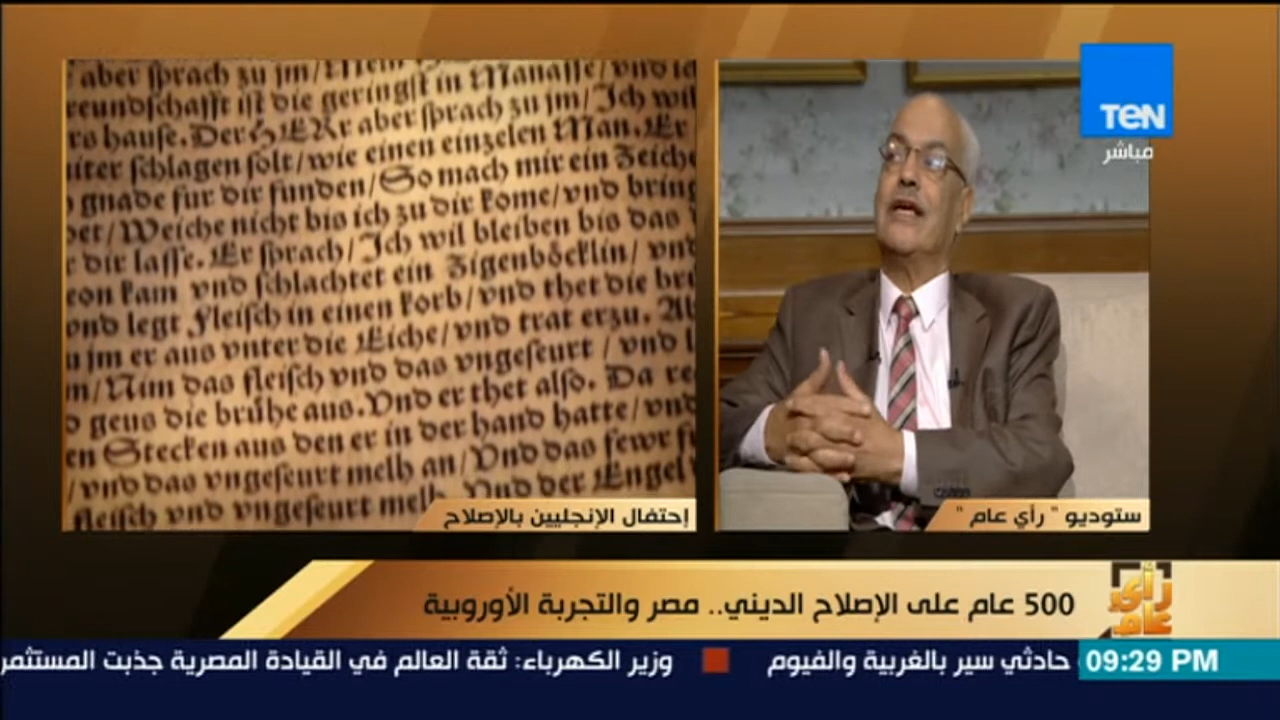 aber sprach zu jm / Mein
reundschafft ist die geringst in Manasse / vnd ich
rs hause. Der HERr aber sprach zu jm / Ich wil
iter schlagen solt / wie einen einzelen Man. Er
gnade fur dir funden / So mach mir ein Zeiche
et / Weiche nicht bis ich zu dir kome / vnd bring
dir lasse. Er sprach / Ich wil bleiben bis das
eon kam vnd schlachtet ein Zigenböcklin / vnd
vnd legt Fleisch in einen korb / vnd thet die brü
u jm er aus vnter die Eiche / vnd trat erzu.
m / Nim das fleisch vnd das vngeseurt / vnd l
geus die brühe aus. Vnd er thet also. Da re
en Stecken aus den er in der hand hatte / vnd
/ vnd das vngeseurt melh an / Vnd das fewr f
fleisch vnd vngeseurt melh. Vnd der Engel
إحتفال الإنجليين بالإصلاح
TEN
مباشر
ستوديو " رأي عام "
رأي عام
500 عام على الإصلاح الديني.. مصر والتجربة الأوروبية
09:29 PM
حادثي سير بالغربية والفيوم
وزير الكهرباء: ثقة العالم في القيادة المصرية جذبت المستثمر